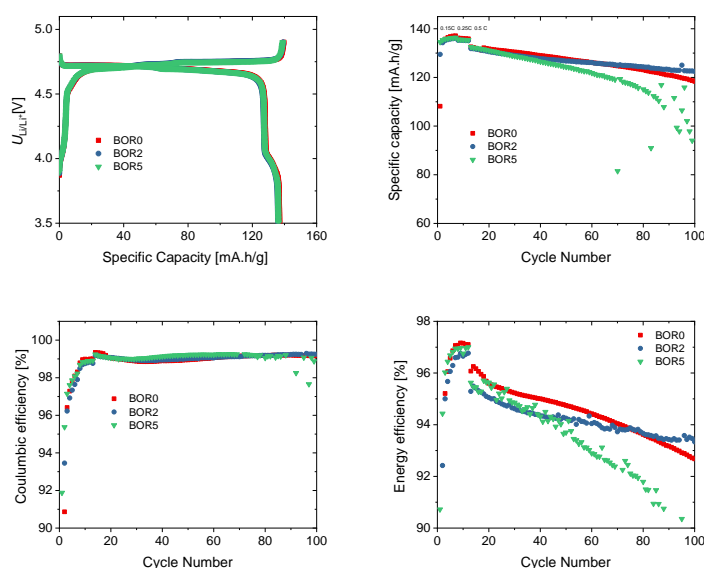 5.0
4.5
4.0
3.5
U Li/Li+[V]
BOR0
BOR2
BOR5
0 40 80 120 160
Specific Capacity [mA.h/g]
140
120
100
80
60
Specific capacity [mA.h/g]
0.15C 0.25C 0.5 C
BOR0
BOR2
BOR5
0 20 40 60 80 100
Cycle Number
102
100
98
96
94
92
90
Coulumbic efficiency [%]
BOR0
BOR2
BOR5
0 20 40 60 80 100
Cycle Number
98
96
94
92
90
Energy efficiency [%]
BOR0
BOR2
BOR5
0 20 40 60 80 100
Cycle Number